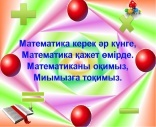 Математика керек әр күнге,
Математика қажет өмірде.
Математиканы оқимыз,
Миымызға тоқимыз.